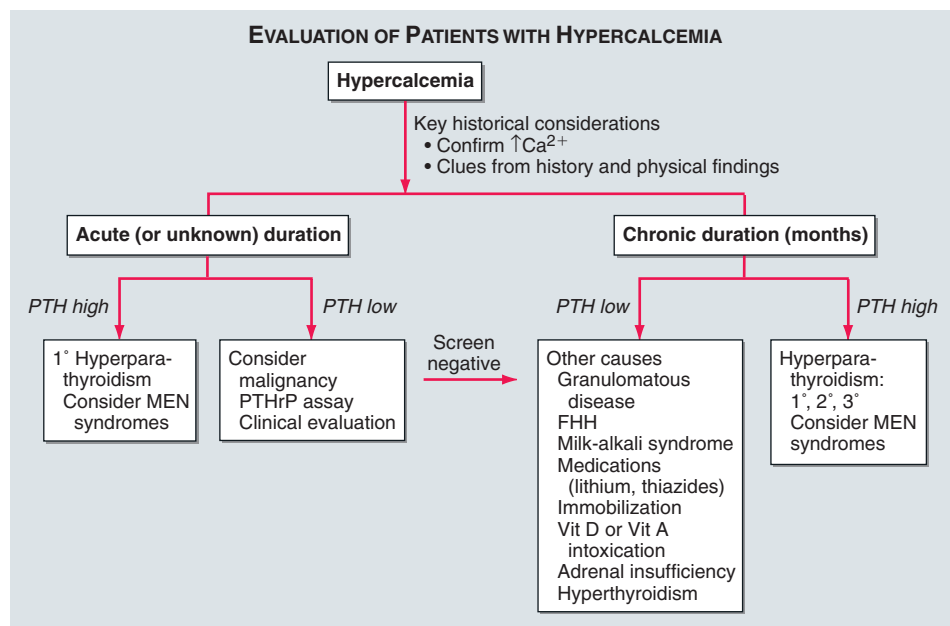 EVALUATION OF PATIENTS WITH HYPERCALCEMIA
Hypercalcemia
Key historical considerations
• Confirm ↑Ca2+
• Clues from history and physical findings
Acute (or unknown) duration
Chronic duration (months)
PTH high
PTH low
PTH low
PTH high
1° Hyperpara-
thyroidism
Consider MEN
syndromes
Consider
malignancy
PTHrP assay
Clinical evaluation
Screen
negative
Other causes
Granulomatous
disease
FHH
Milk-alkali syndrome
Medications
(lithium, thiazides)
Immobilization
Vit D or Vit A
intoxication
Adrenal insufficiency
Hyperthyroidism
Hyperpara-
thyroidism:
1°, 2°, 3°
Consider MEN
syndromes